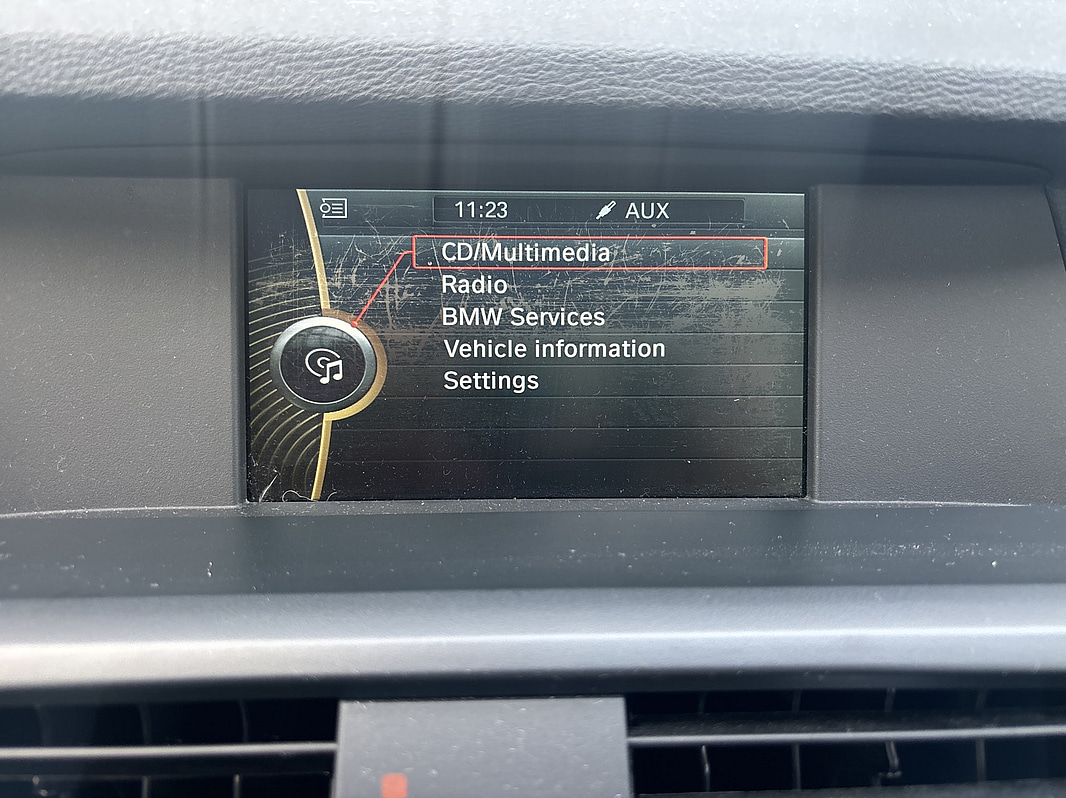 11:23 AUX
CD/Multimedia
Radio
BMW Services
Vehicle information
Settings